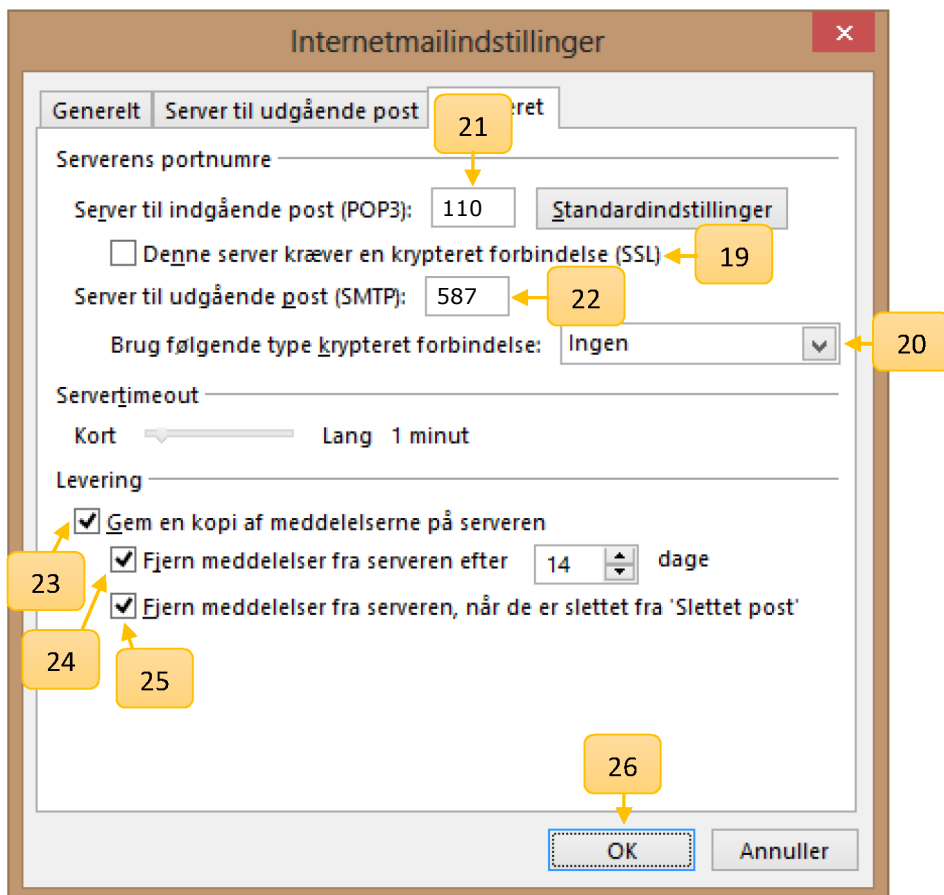 Internetmailindstillinger
Generelt Server til udgående post eret
21
Serverens portnumre
Server til indgående post (POP3): 110 Standardindstillinger
Denne server kræver en krypteret forbindelse (SSL) 19
Server til udgående post (SMTP): 587 22
Brug følgende type krypteret forbindelse: Ingen 20
Servertimeout
Kort Lang 1 minut
Levering
Gem en kopi af meddelelserne på serveren
23
Fjern meddelelser fra serveren efter 14 dage
24
Fjern meddelelser fra serveren, når de er slettet fra 'Slettet post'
25
26
OK Annuller